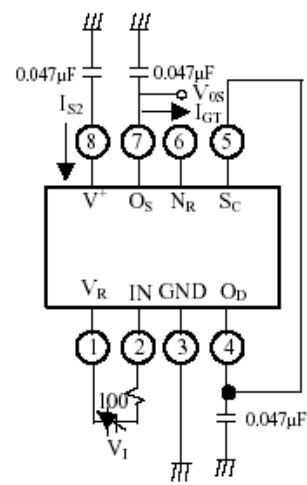 0.047μF 0.047μF
V0S
IS2 IGT
8 7 6 5
V+ OS NR SC
VR IN GND OD
1 2 3 4
100
0.047μF
VI